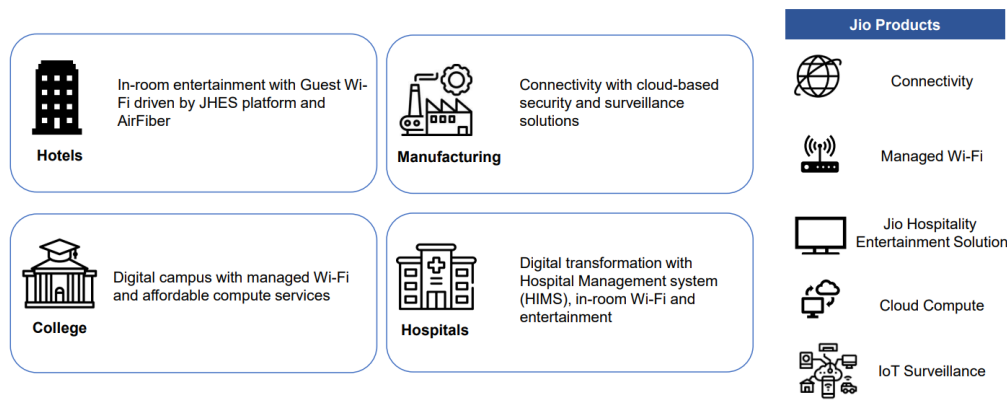 In-room entertainment with Guest Wi-
Fi driven by JHES platform and
AirFiber
Hotels
Connectivity with cloud-based
security and surveillance
solutions
Manufacturing
Digital campus with managed Wi-Fi
and affordable compute services
College
Digital transformation with
Hospital Management system
(HIMS), in-room Wi-Fi and
entertainment
Hospitals
Jio Products
Connectivity
Managed Wi-Fi
Jio Hospitality
Entertainment Solution
Cloud Compute
IoT Surveillance